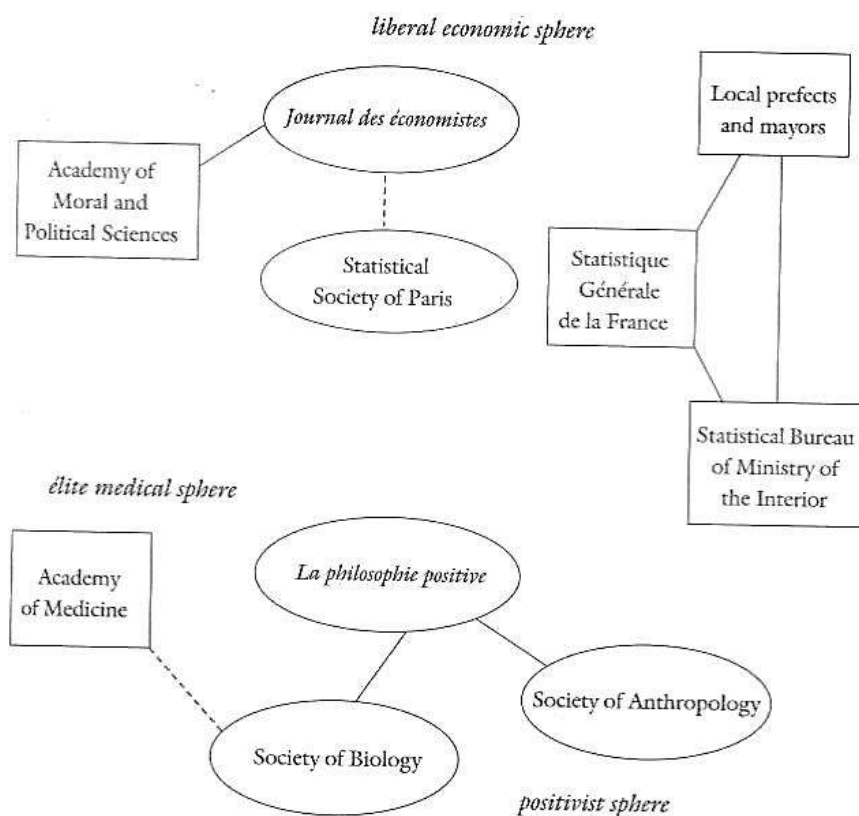 liberal economic sphere
Journal des économistes
Local prefects
and mayors
Academy of
Moral and
Political Sciences
Statistical
Society of Paris
Statistique
Générale
de la France
Statistical Bureau
of Ministry of
the Interior
élite medical sphere
Academy
of Medicine
La philosophie positive
Society of Anthropology
Society of Biology
positivist sphere